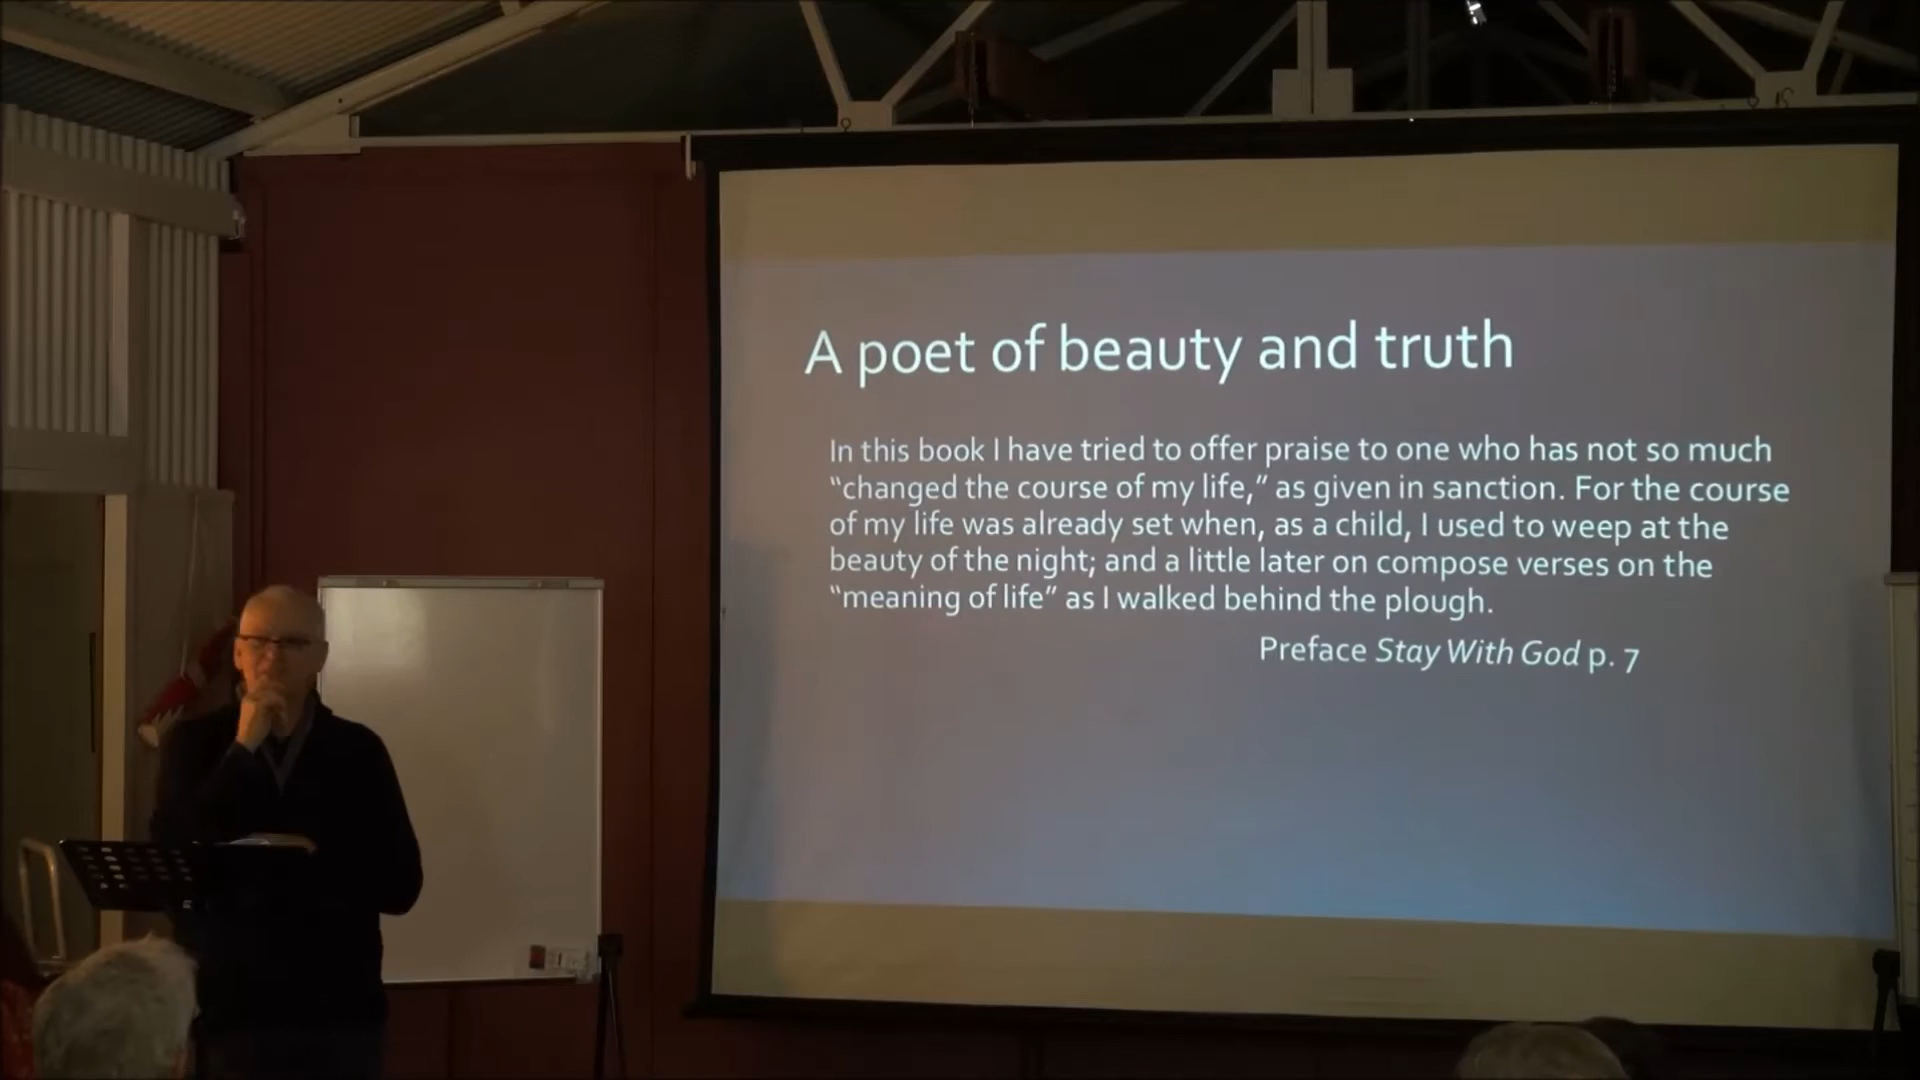 A poet of beauty and truth
In this book I have tried to offer praise to one who has not so much
“changed the course of my life,” as given in sanction. For the course
of my life was already set when, as a child, I used to weep at the
beauty of the night; and a little later on compose verses on the
“meaning of life” as I walked behind the plough.
Preface Stay With God p. 7